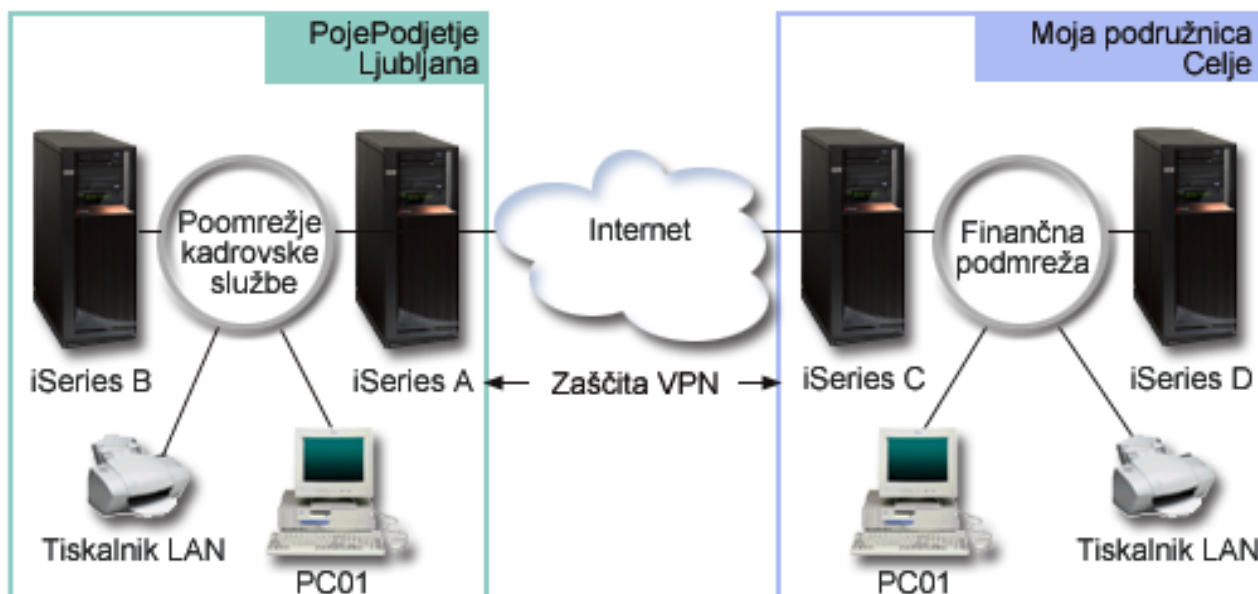 PojePodjetje
Ljubljana
Moja podružnica
Celje
Poomrežje
kadrovske
službe
Internet
Finančna
podmreža
iSeries B
iSeries A
Zaščita VPN
iSeries C
iSeries D
Tiskalnik LAN
PC01
PC01
Tiskalnik LAN